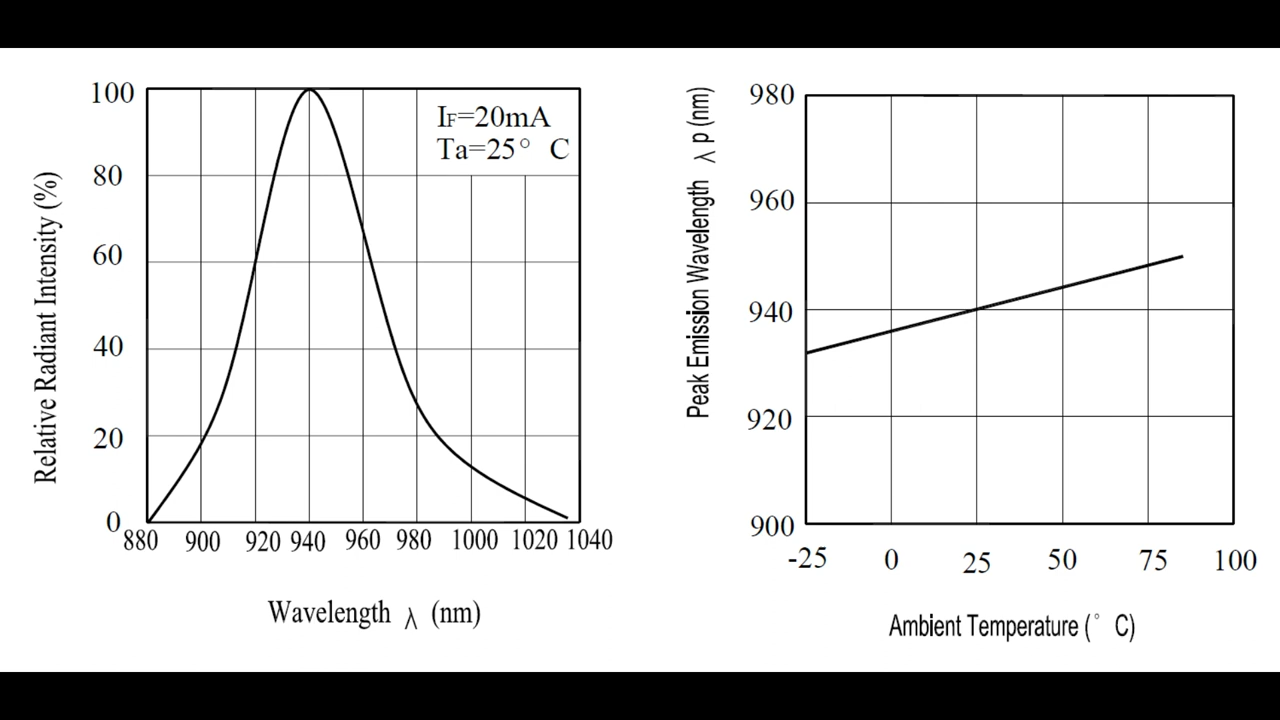 100
80
60
40
20
0
880 900 920 940 960 980 1000 1020 1040
Relative Radiant Intensity (%)
IF=20mA
Ta=25° C
Wavelength λ (nm)
980
960
940
920
900
-25 0 25 50 75 100
Peak Emission Wavelength λ p (nm)
Ambient Temperature (° C)